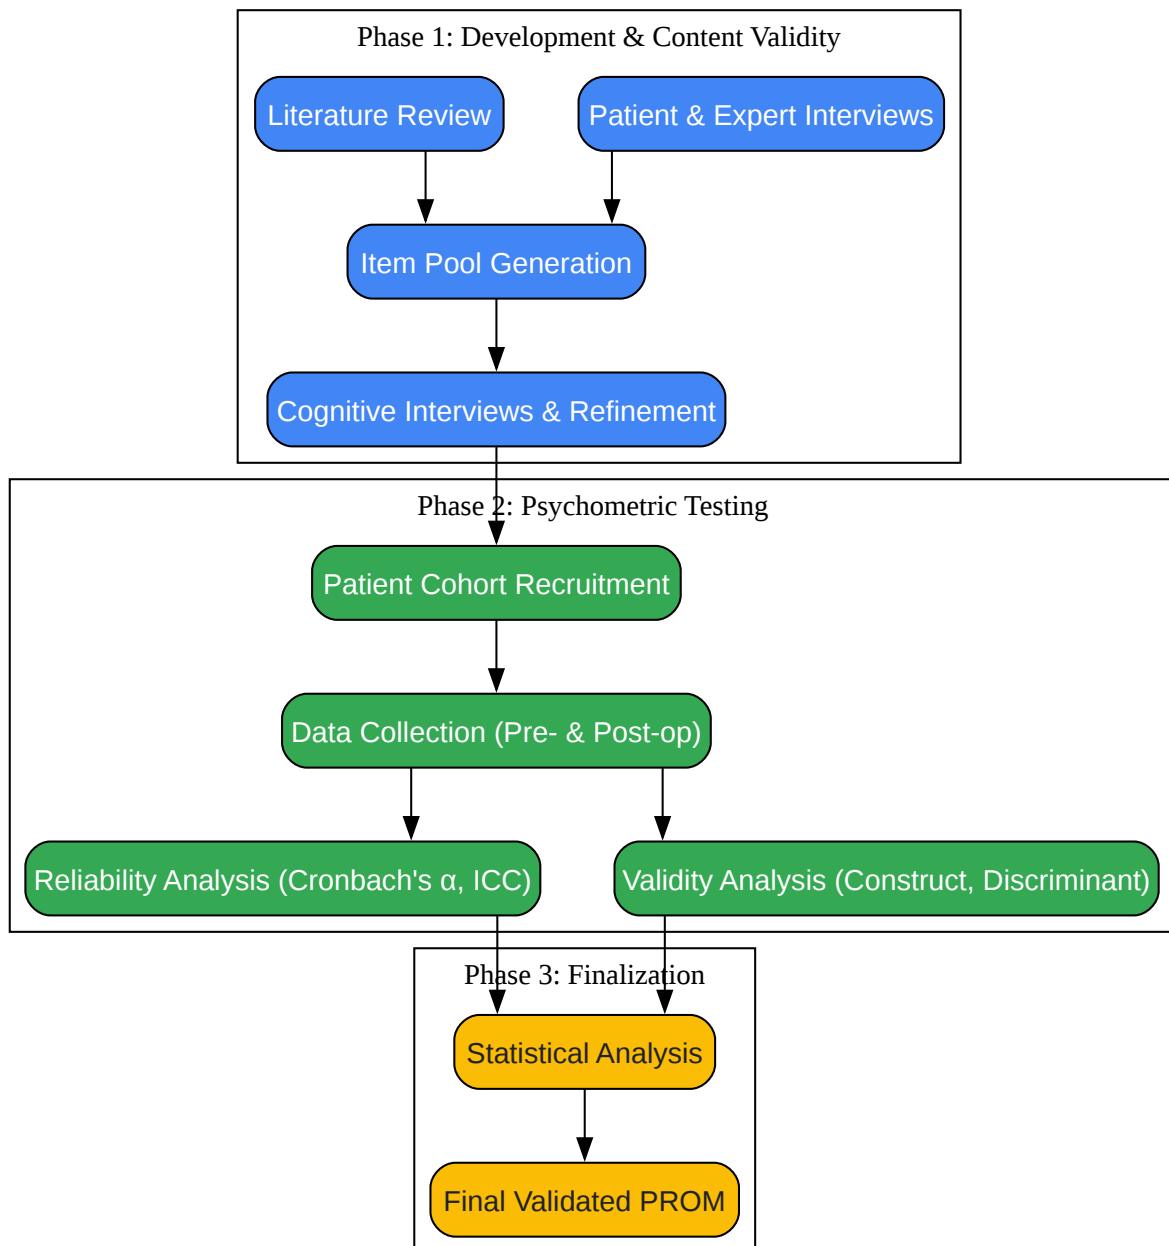 Phase 1: Development & Content Validity
Literature Review
Patient & Expert Interviews
Item Pool Generation
Cognitive Interviews & Refinement
Phase 2: Psychometric Testing
Patient Cohort Recruitment
Data Collection (Pre- & Post-op)
Reliability Analysis (Cronbach's α, ICC)
Validity Analysis (Construct, Discriminant)
Phase 3: Finalization
Statistical Analysis
Final Validated PROM